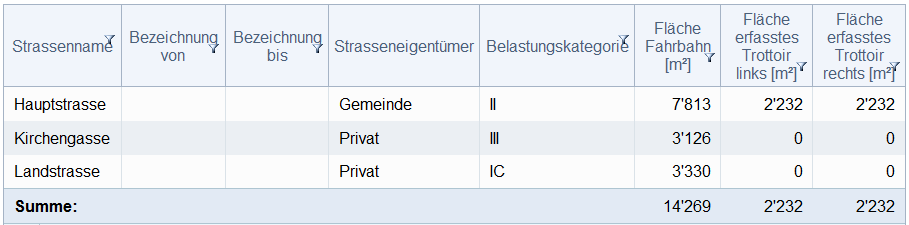 Strassenname Bezeichnung von Bezeichnung bis Strasseneigentümer Belastungskategorie Fläche Fahrbahn [m²] Fläche erfasstes Trottoir links [m²] Fläche erfasstes Trottoir rechts [m²]
Hauptstrasse Gemeinde II 7'813 2'232 2'232
Kirchengasse Privat III 3'126 0 0
Landstrasse Privat IC 3'330 0 0
Summe: 14'269 2'232 2'232